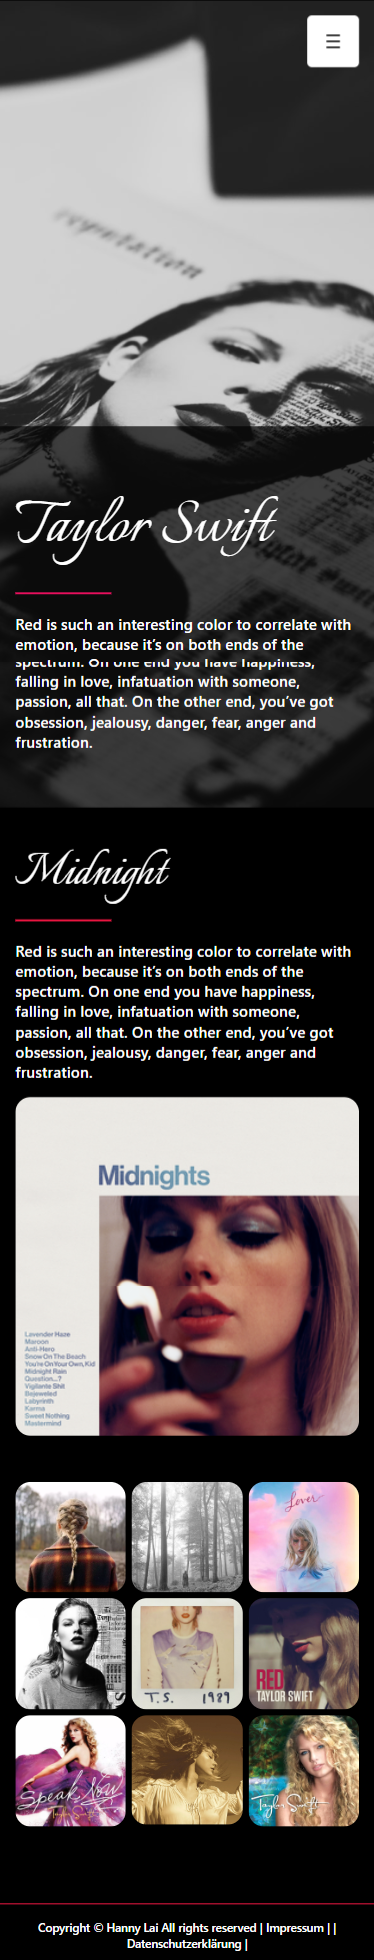 ☰
reputation
Taylor Swift
Red is such an interesting color to correlate with
emotion, because it's on both ends of the
spectrum. On one end you have happiness,
falling in love, infatuation with someone,
passion, all that. On the other end, you've got
obsession, jealousy, danger, fear, anger and
frustration.
Midnight
Red is such an interesting color to correlate with
emotion, because it's on both ends of the
spectrum. On one end you have happiness,
falling in love, infatuation with someone,
passion, all that. On the other end, you've got
obsession, jealousy, danger, fear, anger and
frustration.
Midnights
Lavender Haze
Maroon
Anti-Hero
Snow On The Beach
You're On Your Own, Kid
Midnight Rain
Question...?
Vigilante Shit
Bejeweled
Labyrinth
Karma
Sweet Nothing
Mastermind
Lover
T. S. 1989
RED
TAYLOR SWIFT
Speak Now
Taylor Swift
Taylor Swift
Copyright © Hanny Lai All rights reserved | Impressum | |
Datenschutzerklärung |